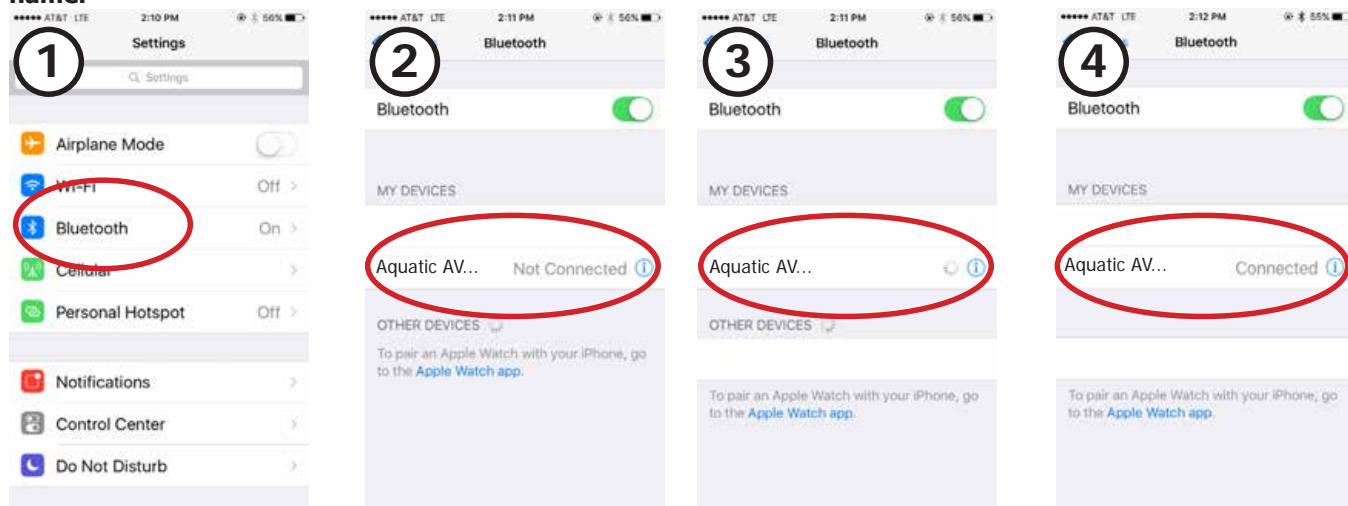 AT&T LTE 2:10 PM 56%
Settings
1
Settings
Airplane Mode
Wi-Fi Off >
Bluetooth On >
Cellular >
Personal Hotspot Off >
Notifications >
Control Center >
Do Not Disturb >
AT&T LTE 2:11 PM 56%
Bluetooth
2
Bluetooth
MY DEVICES
Aquatic AV... Not Connected
OTHER DEVICES
To pair an Apple Watch with your iPhone, go
to the Apple Watch app.
AT&T LTE 2:11 PM 56%
Bluetooth
3
Bluetooth
MY DEVICES
Aquatic AV...
OTHER DEVICES
To pair an Apple Watch with your iPhone, go
to the Apple Watch app.
AT&T LTE 2:12 PM 55%
Bluetooth
4
Bluetooth
MY DEVICES
Aquatic AV... Connected
To pair an Apple Watch with your iPhone, go
to the Apple Watch app.